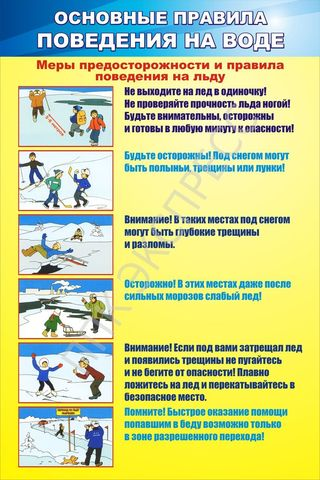 ОСНОВНЫЕ ПРАВИЛА
ПОВЕДЕНИЯ НА ВОДЕ
Меры предосторожности и правила
поведения на льду
Не выходите на лед в одиночку!
Не проверяйте прочность льда ногой!
Будьте внимательны, осторожны
и готовы в любую минуту к опасности!
Будьте осторожны! Под снегом могут
быть полыньи, трещины или лунки!
Внимание! В таких местах под снегом
могут быть глубокие трещины
и разломы.
Осторожно! В этих местах даже после
сильных морозов слабый лед!
Внимание! Если под вами затрещал лед
и появились трещины не пугайтесь
и не бегите от опасности! Плавно
ложитесь на лед и перекатывайтесь в
безопасное место.
Помните! Быстрое оказание помощи
попавшим в беду возможно только
в зоне разрешенного перехода!